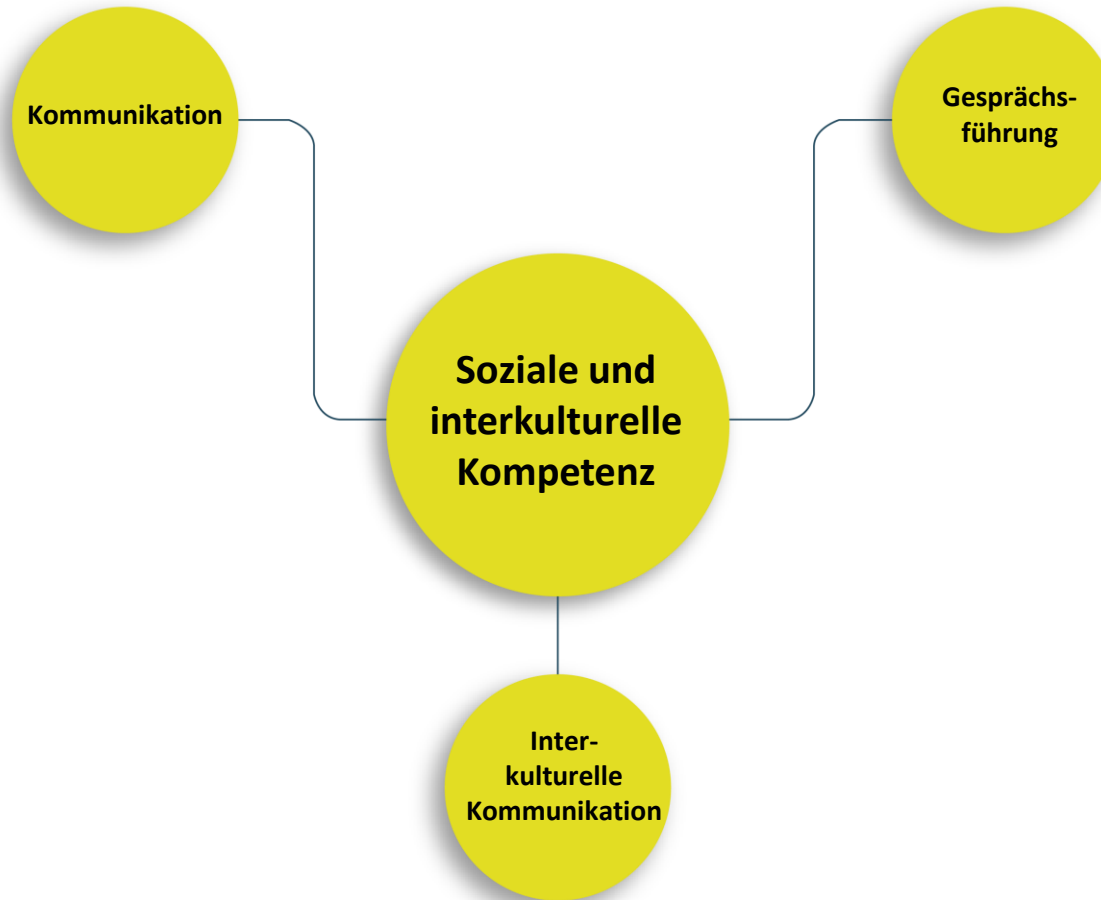 Kommunikation
Gesprächs-
führung
Soziale und
interkulturelle
Kompetenz
Inter-
kulturelle
Kommunikation